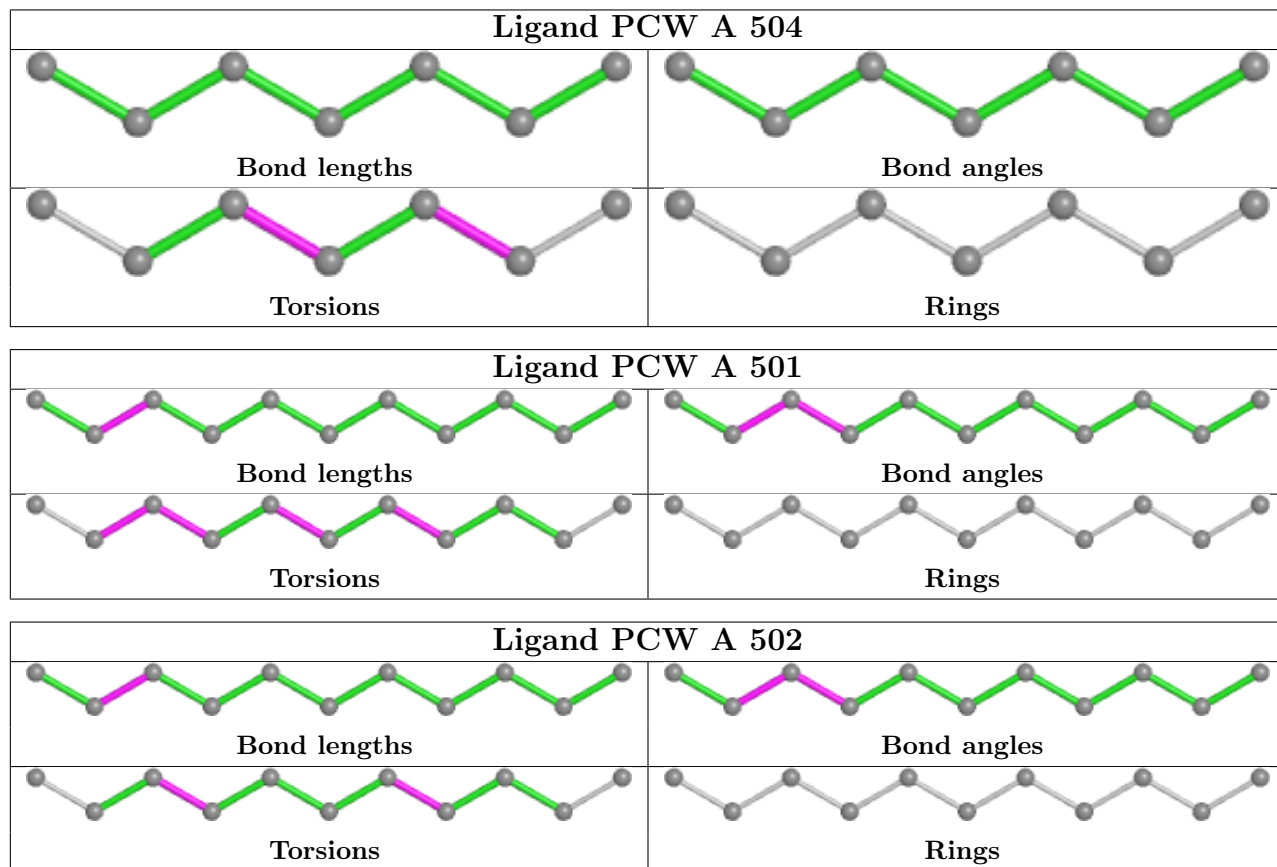 Ligand PCW A 504
Bond lengths
Bond angles
Torsions
Rings
Ligand PCW A 501
Bond lengths
Bond angles
Torsions
Rings
Ligand PCW A 502
Bond lengths
Bond angles
Torsions
Rings